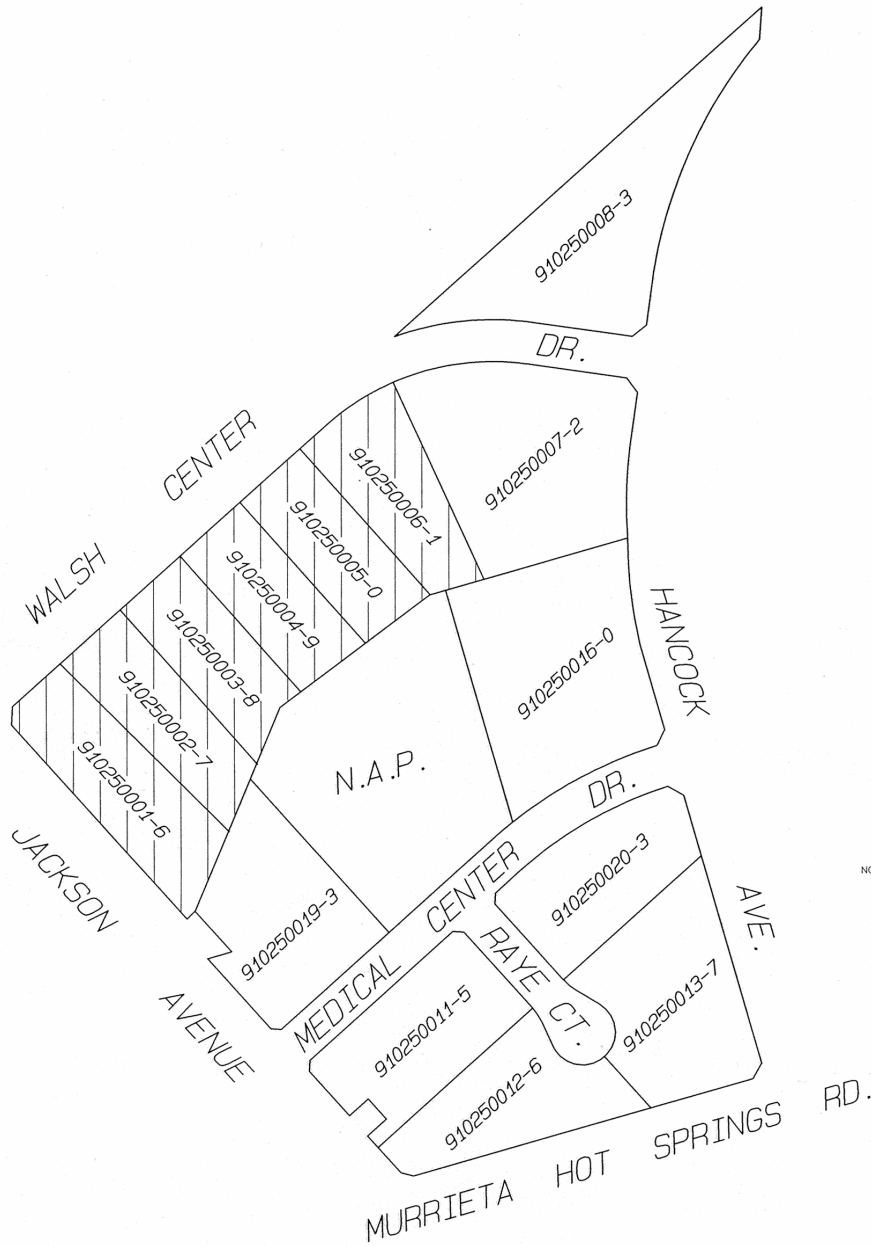 910250008-3
DR.
WALSH CENTER
910250007-2
910250006-1
910250005-0
910250004-9
910250003-8
910250002-7
910250001-6
HANCOCK
910250016-0
N.A.P.
DR.
JACKSON
910250019-3
MEDICAL CENTER
910250020-3
NO
AVE.
RAYE CT.
910250013-7
910250011-5
AVENUE
910250012-6
MURRIETA HOT SPRINGS RD.